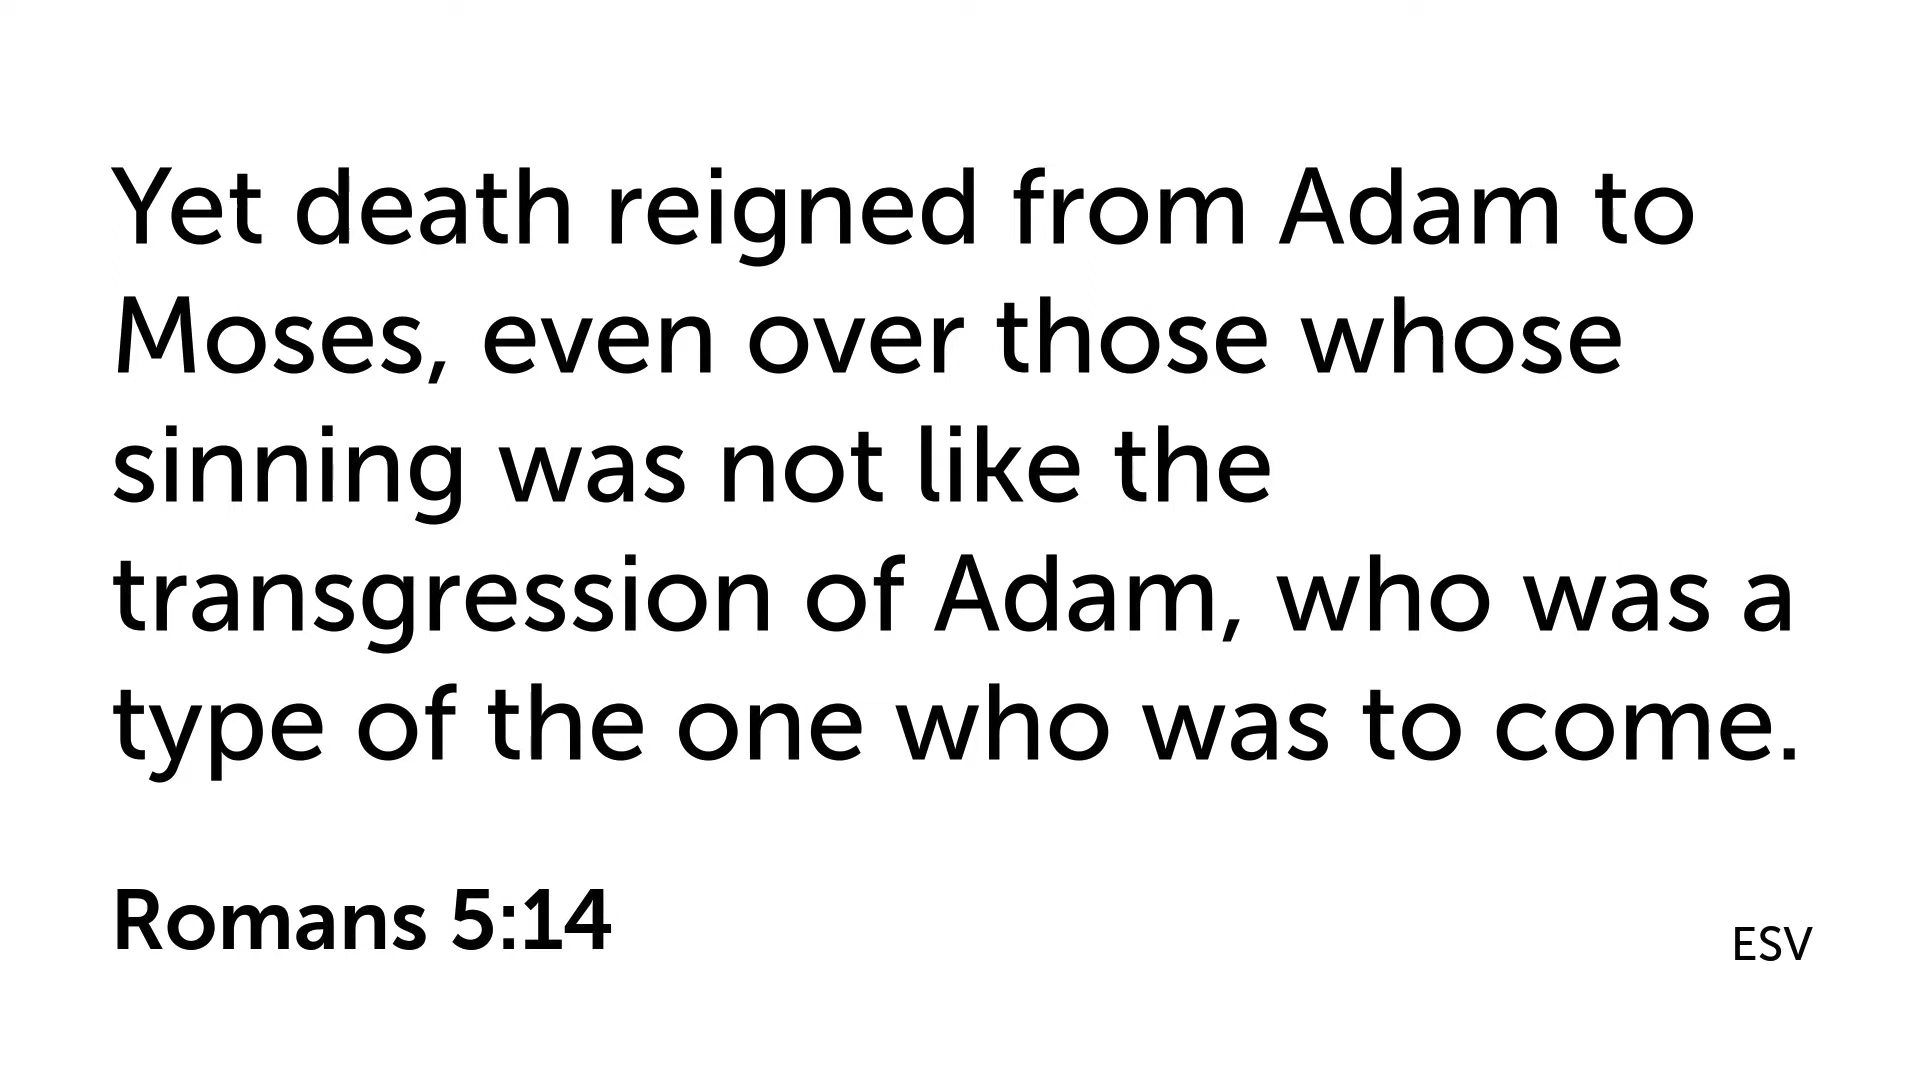 Yet death reigned from Adam to
Moses, even over those whose
sinning was not like the
transgression of Adam, who was a
type of the one who was to come.
Romans 5:14
ESV